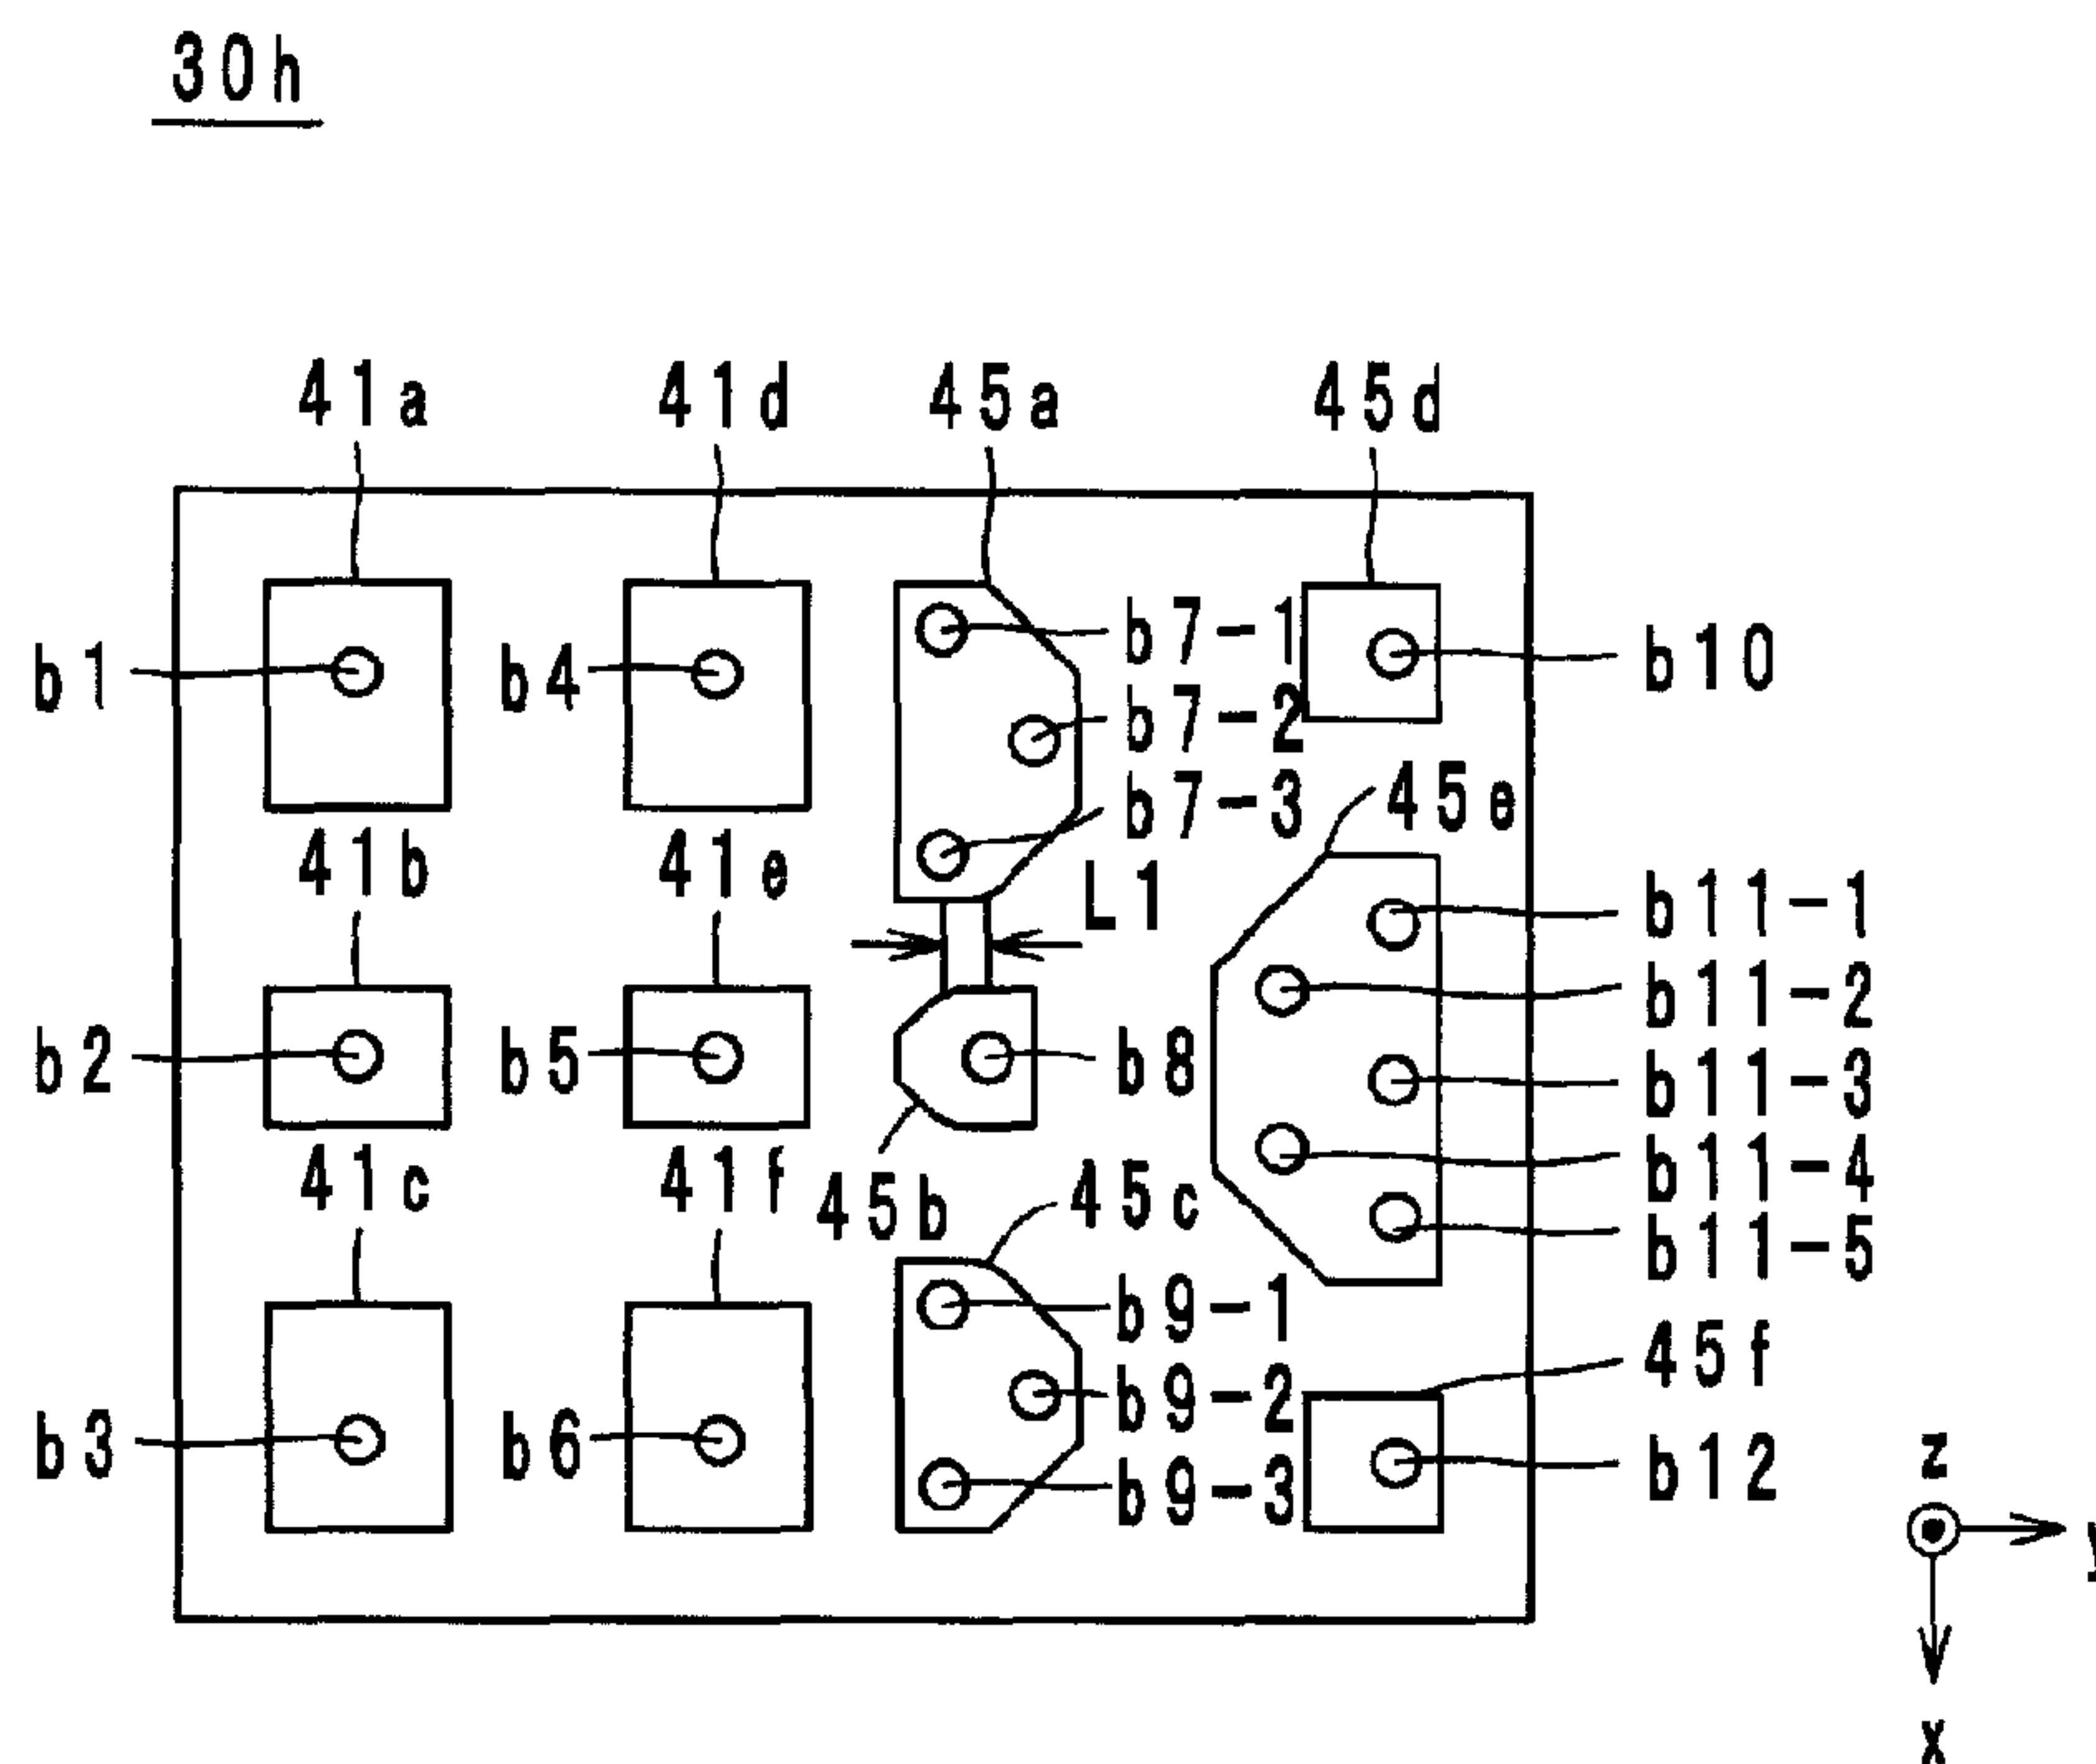 30h
41a 41d 45a 45d
b1 b4 b7-1 b10
b7-2
b7-3 45e
41b 41e L1
b11-1
b11-2
b2 b5 b8 b11-3
b11-4
41c 41f 45b 45c
b11-5
b9-1
45f
b9-2
b3 b6 b9-3 b12
z
y
x